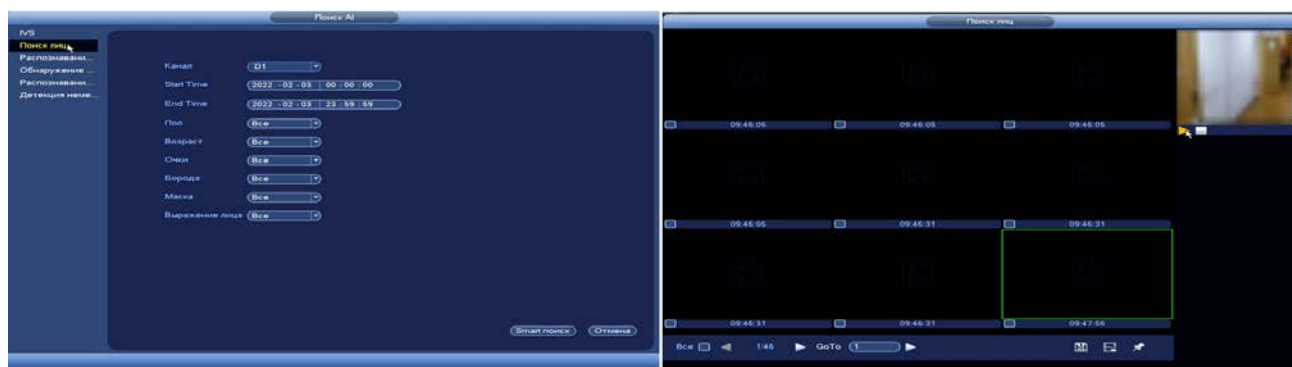 Поиск AI
IVS
Поиск лиц
Распознавани...
Обнаружение ...
Распознавани...
Детекция неме...
Канал D1
Start Time 2022 - 02 - 03 00 : 00 : 00
End Time 2022 - 02 - 03 23 : 59 : 59
Пол Все
Возраст Все
Очки Все
Борода Все
Маска Все
Выражение лица Все
Smart поиск Отмена
Поиск лиц
09:46:05 09:46:05 09:46:05
09:46:05 09:46:31 09:46:31
09:46:31 09:46:31 09:47:56
Все 1/46 GoTo 1